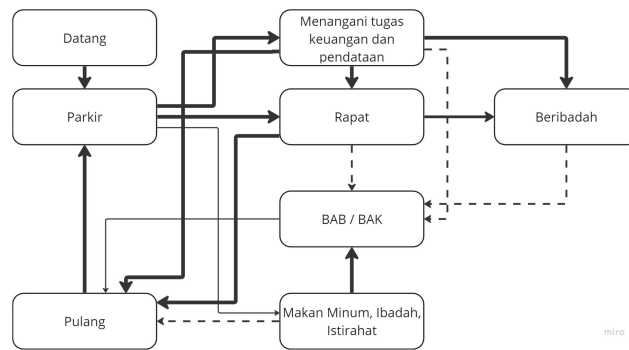 Datang
Menangani tugas
keuangan dan
pendataan
Parkir
Rapat
Beribadah
BAB / BAK
Pulang
Makan Minum, Ibadah,
Istirahat
miro